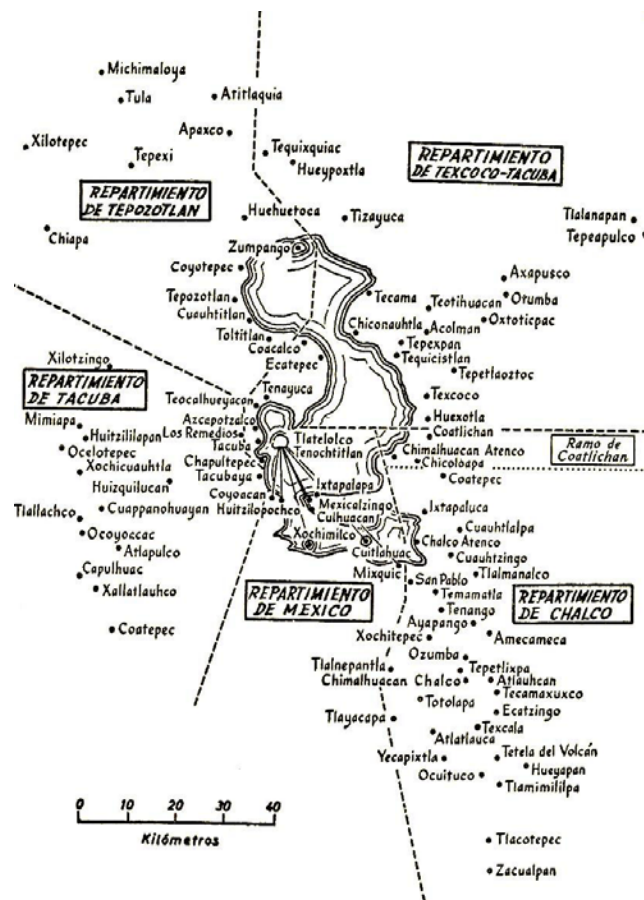 Michimaloya
Tula
Atitlaquia
Apaxco
Xilotepec
Tepexi
Tequixquiac
Hueypoxtla
REPARTIMIENTO
DE TEXCOCO-TACUBA
REPARTIMIENTO
DE TEPOZOTLAN
Huehuetoca
Tizayuca
Tlalanapan
Tepeapulco
Chiapa
Zumpango
Coyotepec
Axapusco
Tepozotlan
Tecama
Teotihuacan
Otumba
Cuauhtitlan
Oxtoticpac
Toltitlan
Chiconauhtla
Acolman
Coacalco
Tepexpan
Ecatepec
Tequicistlan
Xilotzingo
Tepetlaoztoc
REPARTIMIENTO
DE TACUBA
Tenayuca
Teocalhueyacan
Texcoco
Mimiapa
Azcapotzalco
Huexotla
Huitzililapan
Los Remedios
Tlatelolco
Coatlichan
Ocelotepec
Tacuba
Tenochtitlan
Ramo de
Coatlichan
Xochicuauhtla
Chapultepec
Chimalhuacan Atenco
Chicoloapa
Huizquilucan
Tacubaya
Coatepec
Ixtapalapa
Tlallachco
Cuappanohuayan
Coyoacan
Mexicalzingo
Huitzilopochco
Culhuacan
Ixtapaluca
Ocoyoacac
Cuauhtlalpa
Atlapulco
Xochimilco
Chalco Atenco
Cuitlahuac
Cuauhtzingo
Capulhuac
Mixquic
Tlalmanalco
Xallatlauhco
San Pablo
REPARTIMIENTO
DE MEXICO
Temamatla
REPARTIMIENTO
DE CHALCO
Tenango
Coatepec
Ayapango
Xochitepec
Amecameca
Ozumba
Tlalnepantla
Tepetlixpa
Chimalhuacan
Chalco
Atlauhcan
Tecamaxuxco
Totolapa
Ecatzingo
Tlayacapa
Texcala
Atlatlauca
Yecapixtla
Tetela del Volcán
Hueyapan
Ocuituco
Tlamimilílpa
0 10 20 30 40
Kilómetros
Tlacotepec
Zacualpan